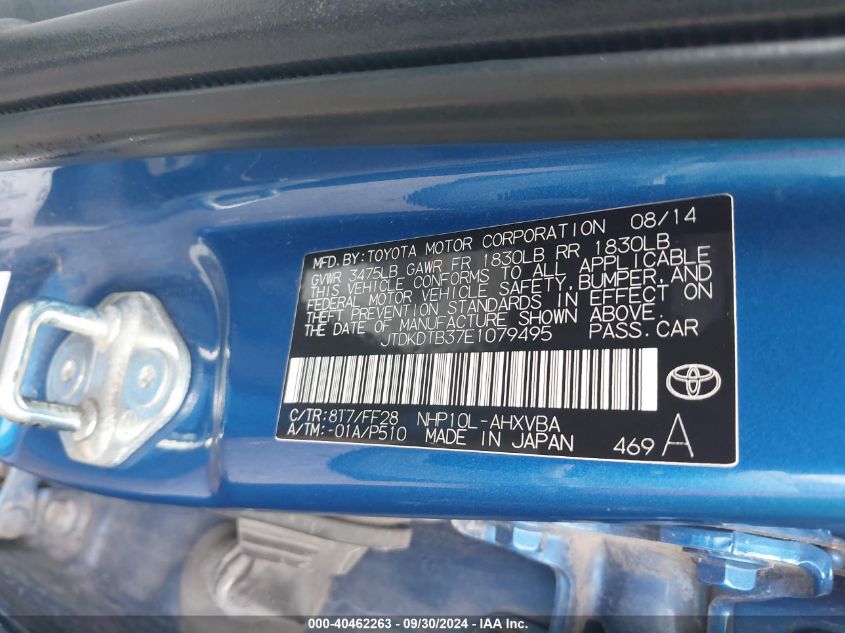 MFD. BY: TOYOTA MOTOR CORPORATION 08/14
GVWR 3475LB GAWR FR 1830LB RR 1830LB
THIS VEHICLE CONFORMS TO ALL APPLICABLE
FEDERAL MOTOR VEHICLE SAFETY, BUMPER, AND
THEFT PREVENTION STANDARDS IN EFFECT ON
THE DATE OF MANUFACTURE SHOWN ABOVE.
JTDKDTB37E1079495 PASS. CAR
C/TR: 8T7/FF28 NHP10L-AHXVBA
A/TM: -01A/P510 MADE IN JAPAN 469 A
000-40462263 - 09/30/2024 - IAA Inc.